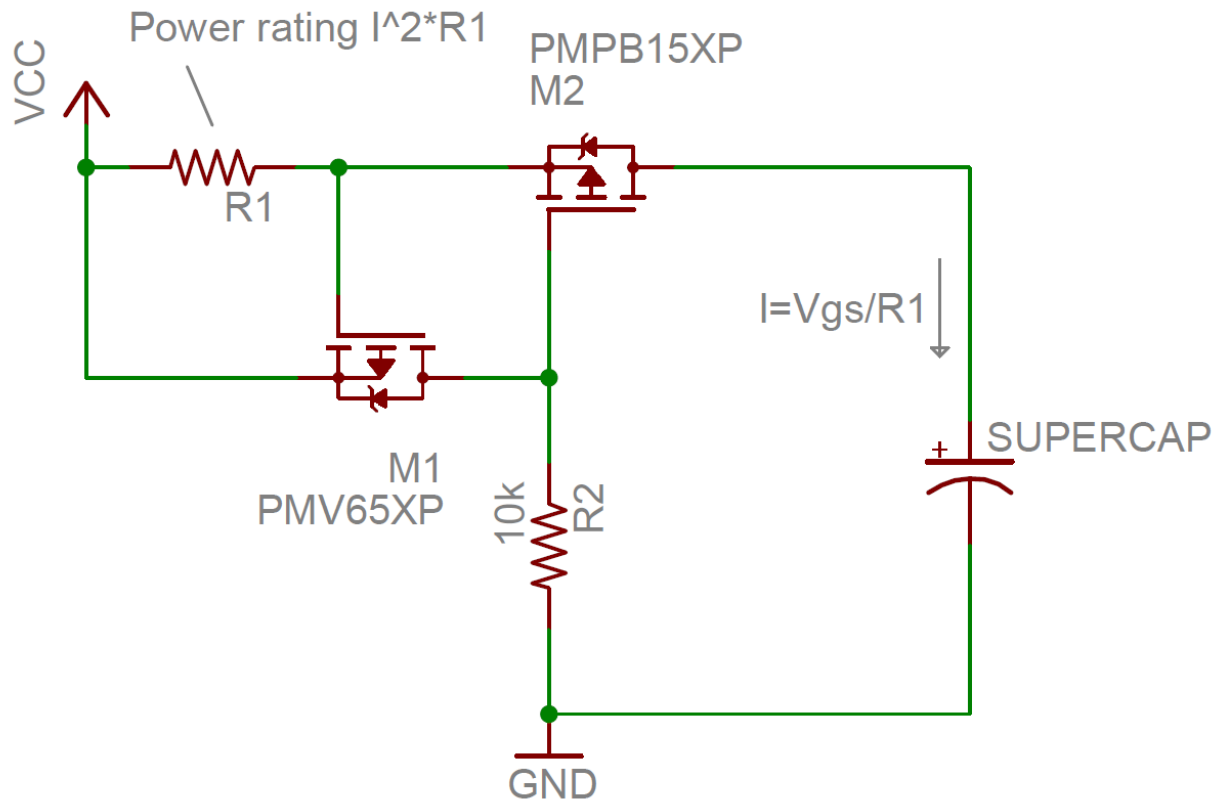 Power rating I^2*R1
VCC
PMPB15XP
M2
R1
I=Vgs/R1
+
SUPERCAP
M1
PMV65XP
10k
R2
GND